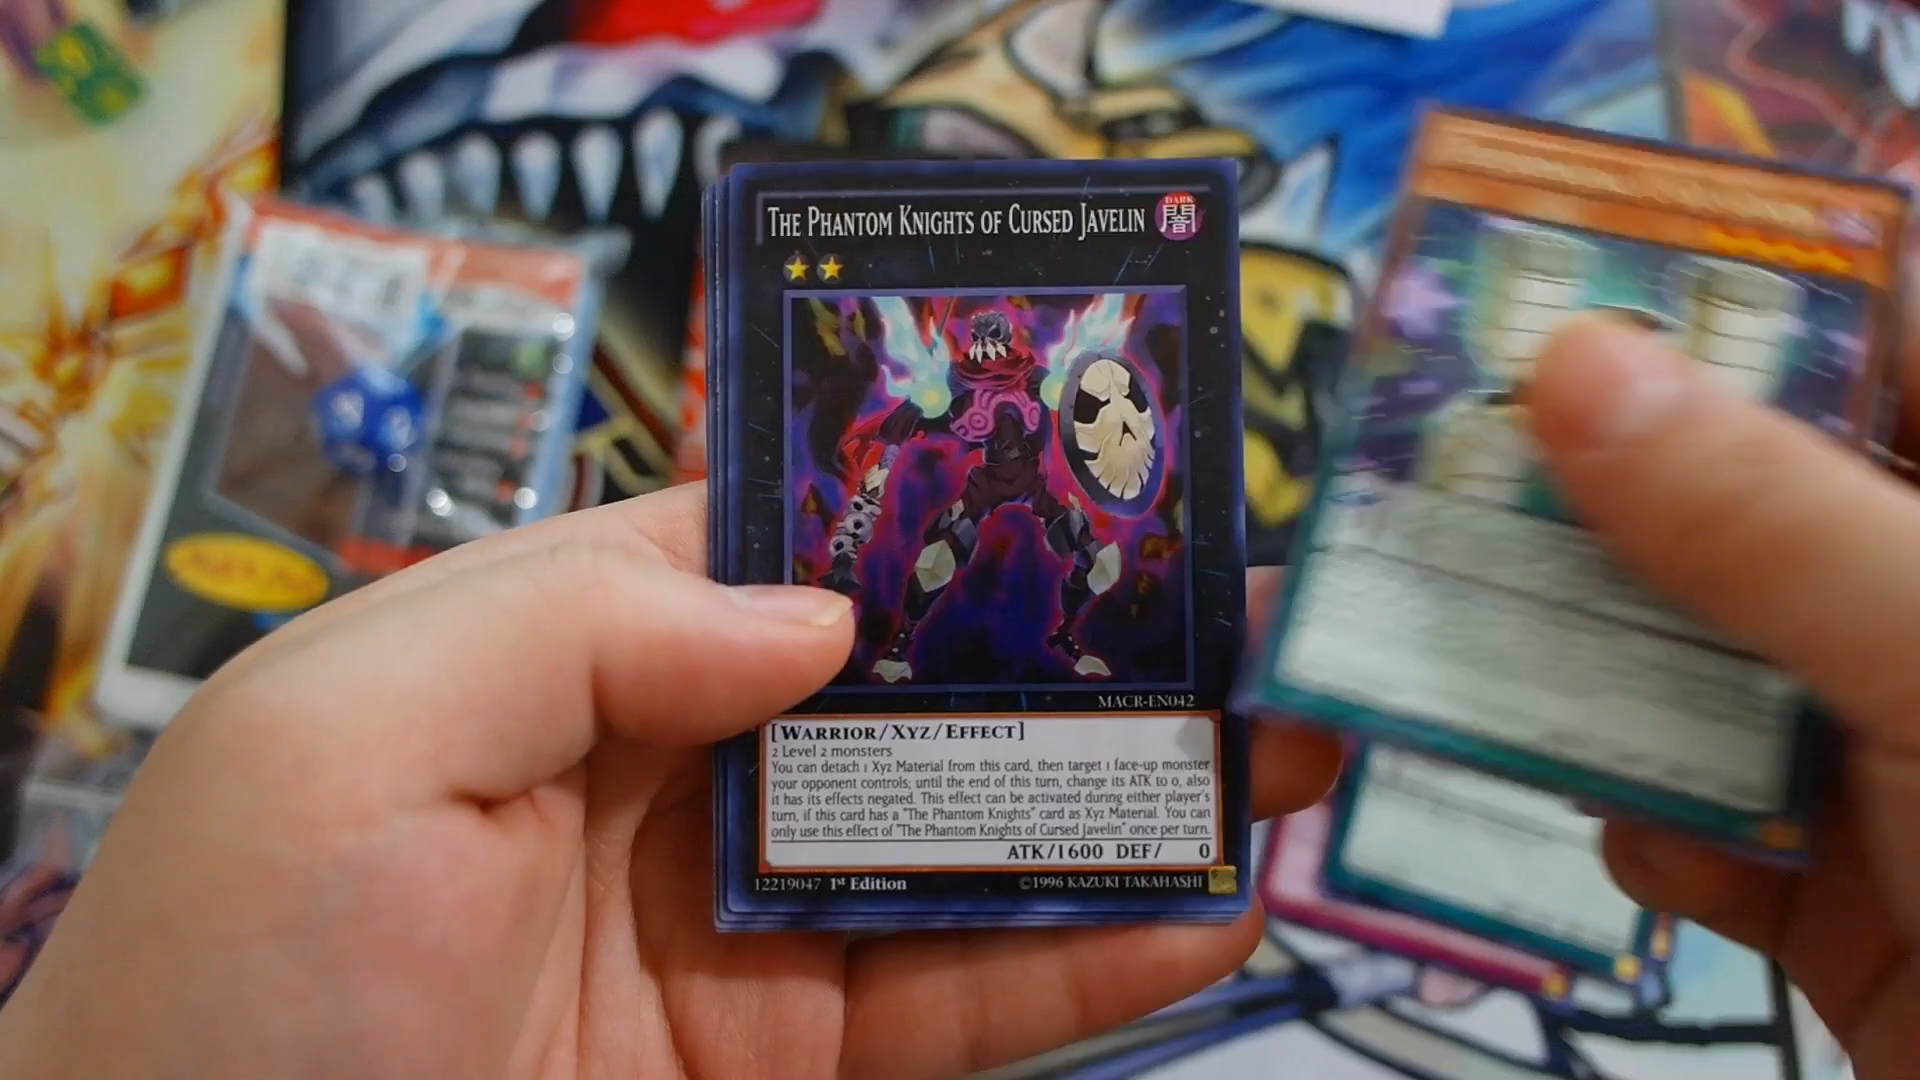 THE PHANTOM KNIGHTS OF CURSED JAVELIN
DARK
闇
MACR-EN042
[WARRIOR/XYZ/EFFECT]
2 Level 2 monsters
You can detach 1 Xyz Material from this card, then target 1 face-up monster
your opponent controls; until the end of this turn, change its ATK to 0, also
it has its effects negated. This effect can be activated during either player's
turn, if this card has a "The Phantom Knights" card as Xyz Material. You can
only use this effect of "The Phantom Knights of Cursed Javelin" once per turn.
ATK/1600 DEF/ 0
12219047 1st Edition ©1996 KAZUKI TAKAHASHI